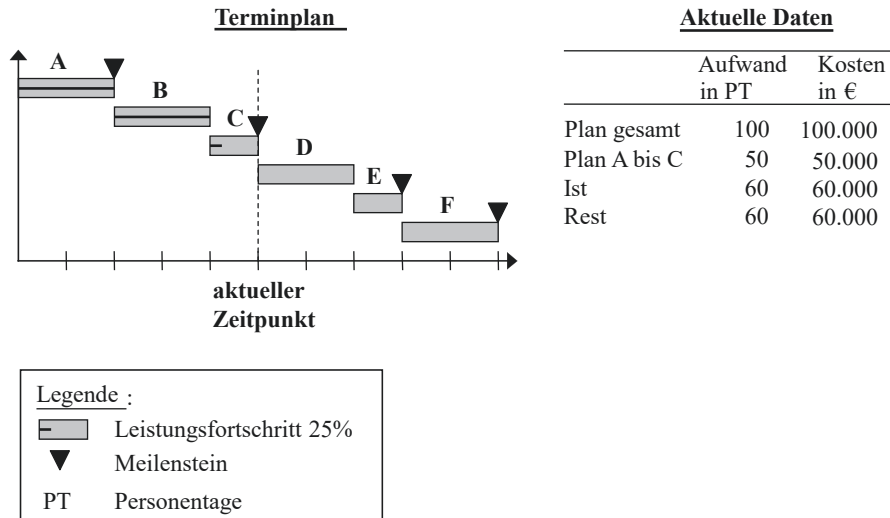 Terminplan
A
B
C
D
E
F
aktueller
Zeitpunkt
Aktuelle Daten
Aufwand Kosten
in PT in €
Plan gesamt 100 100.000
Plan A bis C 50 50.000
Ist 60 60.000
Rest 60 60.000
Legende :
Leistungsfortschritt 25%
Meilenstein
PT Personentage